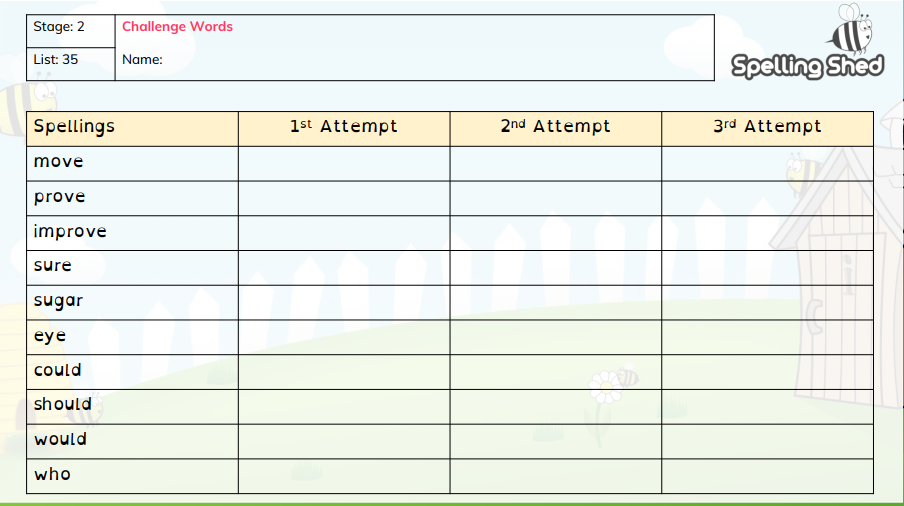 Stage: 2
Challenge Words
List: 35
Name:
Spelling Shed
Spellings 1st Attempt 2nd Attempt 3rd Attempt
move
prove
improve
sure
sugar
eye
could
should
would
who